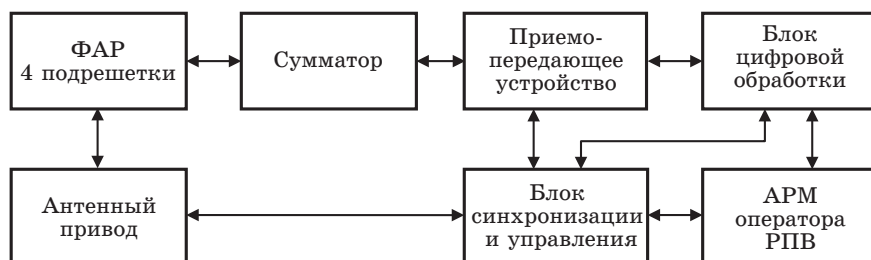 ФАР
4 подрешетки
Сумматор
Приемо-
передающее
устройство
Блок
цифровой
обработки
Антенный
привод
Блок
синхронизации
и управления
АРМ
оператора
РПВ